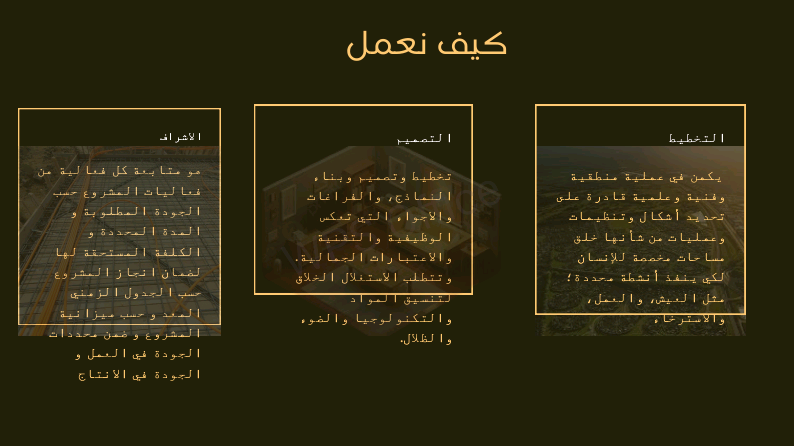 كيف نعمل
التخطيط
يكمن في عملية منطقية
وفنية وعلمية قادرة على
تحديد أشكال وتنظيمات
وعمليات من شأنها خلق
مساحات مخصصة للإنسان
لكي ينفذ أنشطة محددة؛
مثل العيش، والعمل،
والاسترخاء
التصميم
تخطيط وتصميم وبناء
النماذج، والفراغات
والاجواء التي تعكس
الوظيفية والتقنية
والاعتبارات الجمالية.
وتتطلب الاستغلال الخلاق
لتنسيق المواد
والتكنولوجيا والضوء
والظلال.
الاشراف
مو متابعة كل فعالية من
فعاليات المشروع حسب
الجودة المطلوبة و
المدة المحددة و
الكلفة المستحقة لها
لضمان انجاز المشروع
حسب الجدول الزمني
المعد و حسب ميزانية
المشروع و ضمن محددات
الجودة في العمل و
الجودة في الانتاج